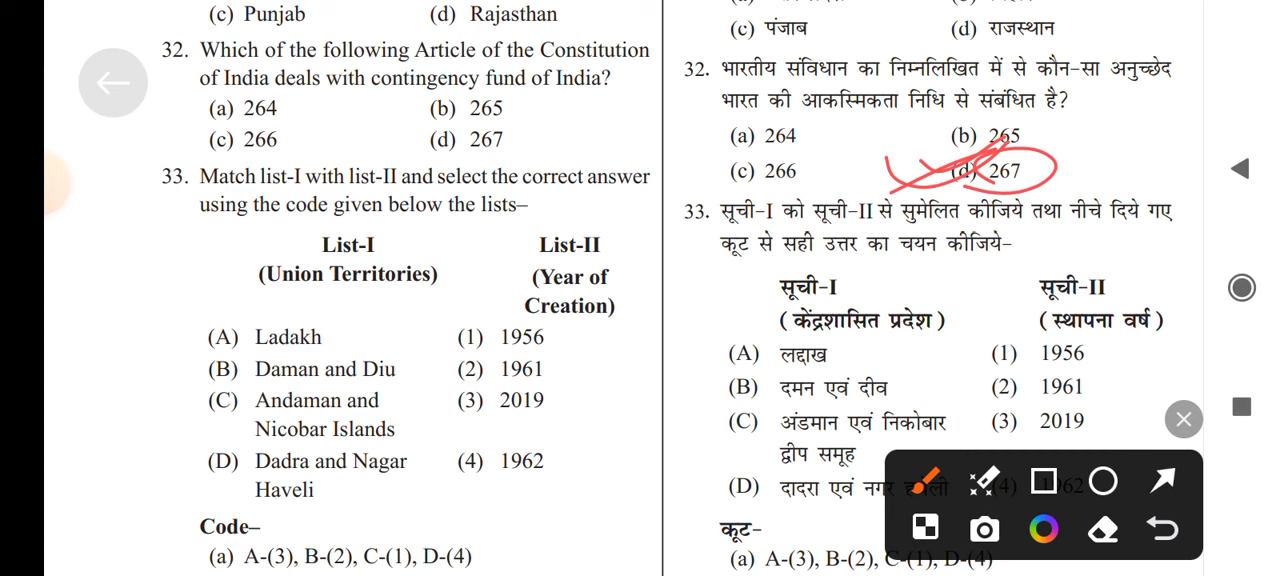 (c) Punjab (d) Rajasthan
32. Which of the following Article of the Constitution
of India deals with contingency fund of India?
(a) 264 (b) 265
(c) 266 (d) 267
33. Match list-I with list-II and select the correct answer
using the code given below the lists–
List-I List-II
(Union Territories) (Year of
Creation)
(A) Ladakh (1) 1956
(B) Daman and Diu (2) 1961
(C) Andaman and (3) 2019
Nicobar Islands
(D) Dadra and Nagar (4) 1962
Haveli
Code–
(a) A-(3), B-(2), C-(1), D-(4)
(c) पंजाब (d) राजस्थान
32. भारतीय संविधान का निम्नलिखित में से कौन-सा अनुच्छेद
भारत की आकस्मिकता निधि से संबंधित है?
(a) 264 (b) 265
(c) 266 (d) 267
33. सूची-I को सूची-II से सुमेलित कीजिये तथा नीचे दिये गए
कूट से सही उत्तर का चयन कीजिये–
सूची-I सूची-II
(केंद्रशासित प्रदेश) (स्थापना वर्ष)
(A) लद्दाख (1) 1956
(B) दमन एवं दीव (2) 1961
(C) अंडमान एवं निकोबार (3) 2019
द्वीप समूह
(D) दादरा एवं नगर हवेली (4) 1962
कूट–
(a) A-(3), B-(2), C-(1), D-(4)